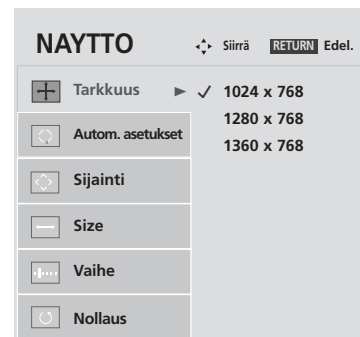 NAYTTO Siirrä RETURN Edel.
Tarkkuus ► ✓ 1024 x 768
1280 x 768
Autom. asetukset
1360 x 768
Sijainti
Size
Vaihe
Nollaus